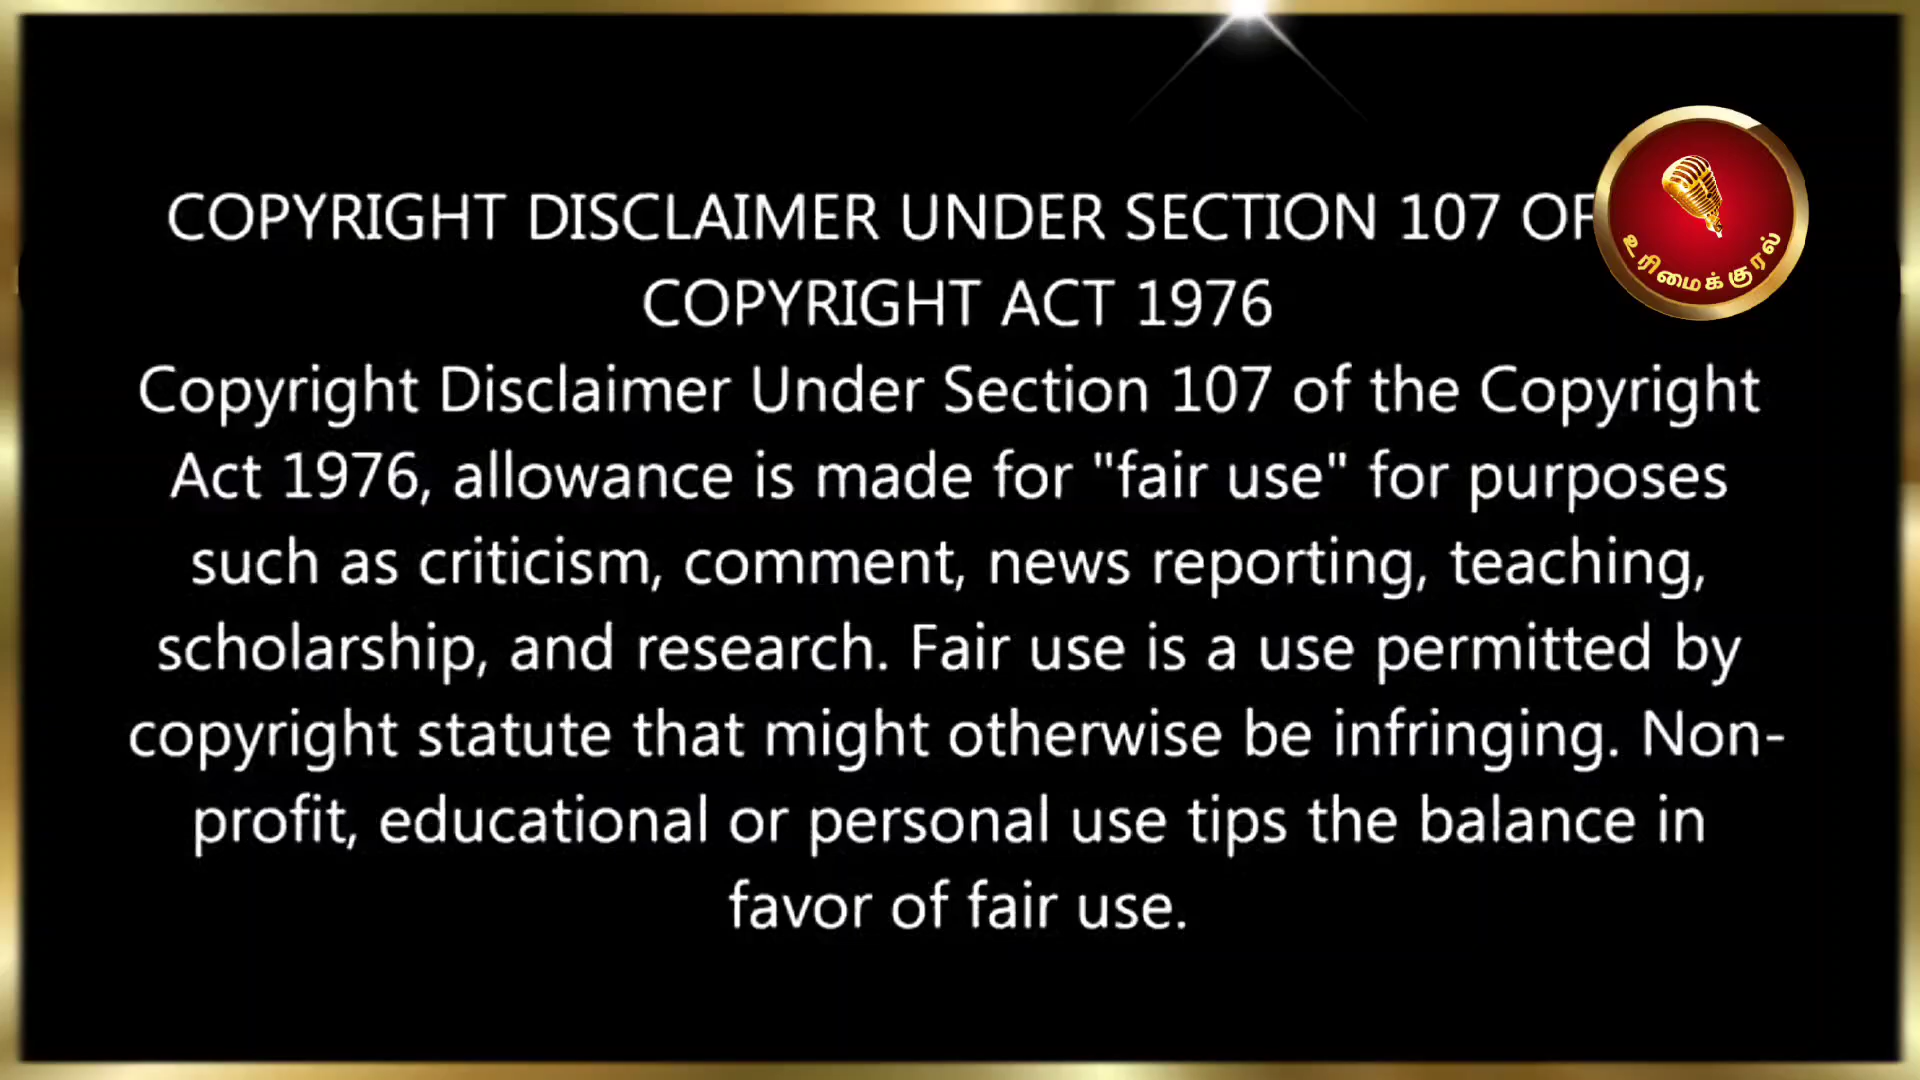 COPYRIGHT DISCLAIMER UNDER SECTION 107 OF
COPYRIGHT ACT 1976
Copyright Disclaimer Under Section 107 of the Copyright
Act 1976, allowance is made for "fair use" for purposes
such as criticism, comment, news reporting, teaching,
scholarship, and research. Fair use is a use permitted by
copyright statute that might otherwise be infringing. Non-
profit, educational or personal use tips the balance in
favor of fair use.
உரிமைக்குரல்